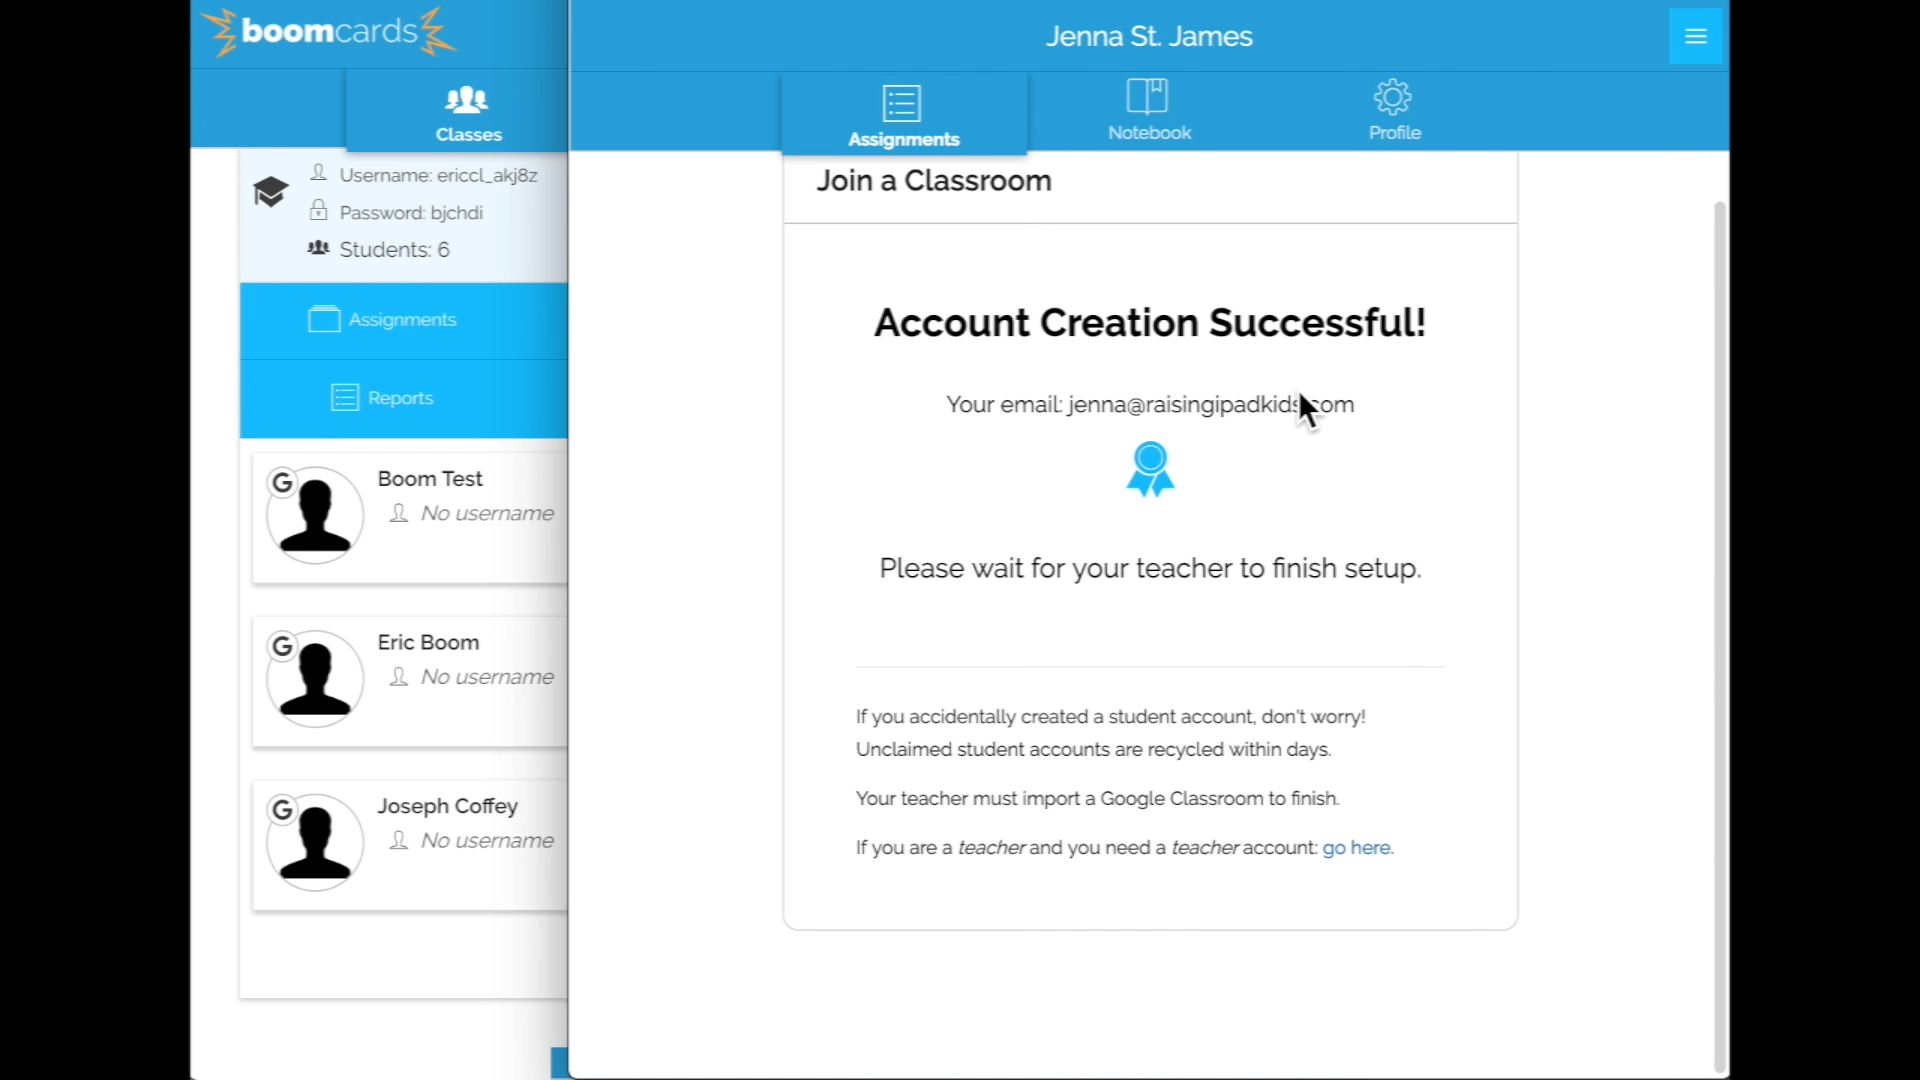 boomcards
Classes
Username: ericcl_akj8z
Password: bjchdi
Students: 6
Assignments
Reports
G
Boom Test
No username
G
Eric Boom
No username
G
Joseph Coffey
No username
Jenna St. James
Assignments
Notebook
Profile
Join a Classroom
Account Creation Successful!
Your email: jenna@raisingipadkids.com
Please wait for your teacher to finish setup.
If you accidentally created a student account, don't worry!
Unclaimed student accounts are recycled within days.
Your teacher must import a Google Classroom to finish.
If you are a teacher and you need a teacher account: go here.